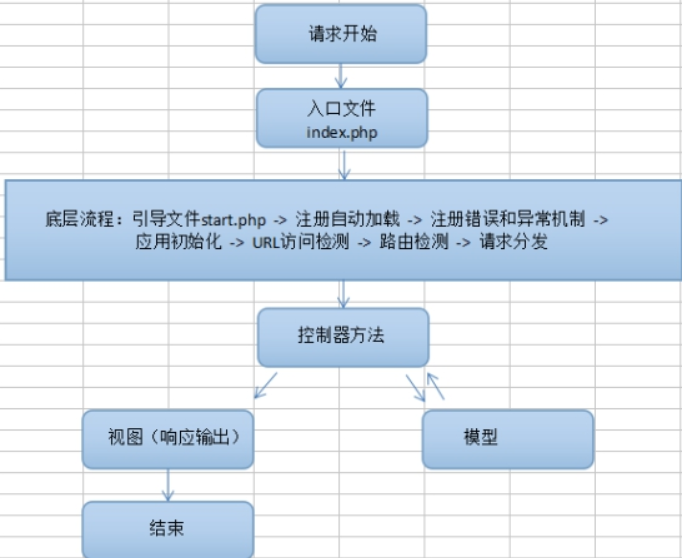 请求开始
入口文件
index.php
底层流程：引导文件start.php -> 注册自动加载 -> 注册错误和异常机制 ->
应用初始化 -> URL访问检测 -> 路由检测 -> 请求分发
控制器方法
视图（响应输出）
模型
结束